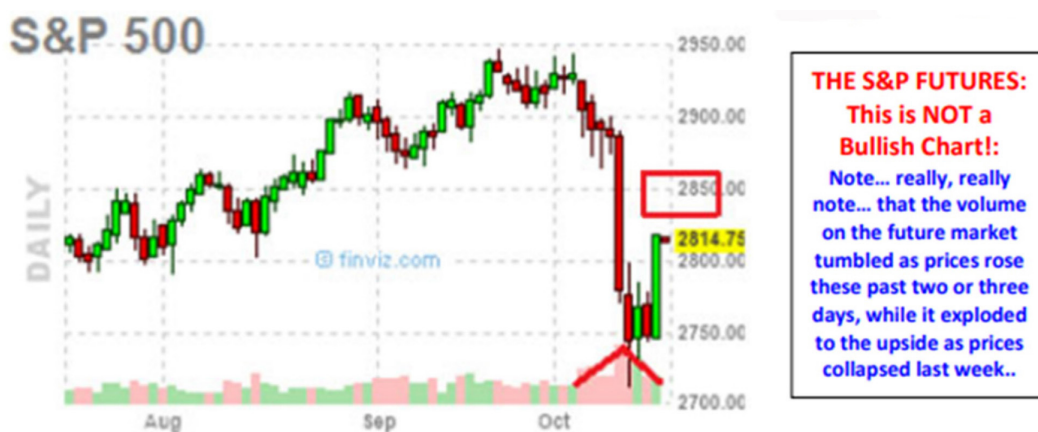 S&P 500
DAILY
2950.00
2900.00
2850.00
2814.75
2800.00
2750.00
2700.00
finviz.com
Aug
Sep
Oct
THE S&P FUTURES:
This is NOT a
Bullish Chart!:
Note... really, really
note... that the volume
on the future market
tumbled as prices rose
these past two or three
days, while it exploded
to the upside as prices
collapsed last week..